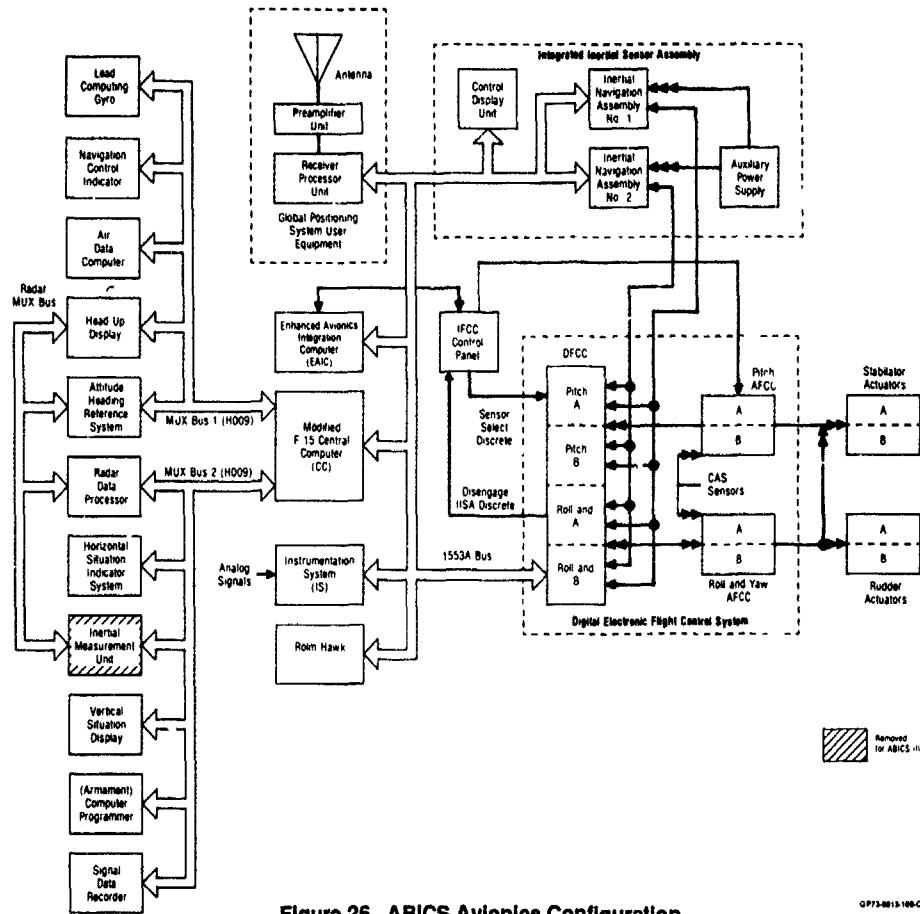 Integrated Inertial Sensor Assembly
Antenna
Preamplifier
Unit
Receiver
Processor
Unit
Global Positioning
System User
Equipment
Control
Display
Unit
Inertial
Navigation
Assembly
No 1
Inertial
Navigation
Assembly
No 2
Auxiliary
Power
Supply
Lead
Computing
Gyro
Navigation
Control
Indicator
Air
Data
Computer
Radar
MUX Bus
Head Up
Display
Attitude
Heading
Reference
System
MUX Bus 1 (H009)
Radar
Data
Processor
MUX Bus 2 (H009)
Horizontal
Situation
Indicator
System
Inertial
Measurement
Unit
Vertical
Situation
Display
(Armament)
Computer
Programmer
Signal
Data
Recorder
Enhanced Avionics
Integration
Computer
(EAIC)
Modified
F 15 Central
Computer
(CC)
Analog
Signals
Instrumentation
System
(IS)
Rolm Hawk
1553A Bus
IFCC
Control
Panel
Sensor
Select
Discrete
Disengage
IISA Discrete
DFCC
Pitch
A
Pitch
B
Roll and
A
Roll and
B
Pitch
AFCC
A
B
CAS
Sensors
A
B
Roll and Yaw
AFCC
Digital Electronic Flight Control System
Stabilator
Actuators
A
B
A
B
Rudder
Actuators
Removed
for ABICS
Figure 26. ABICS Avionics Configuration